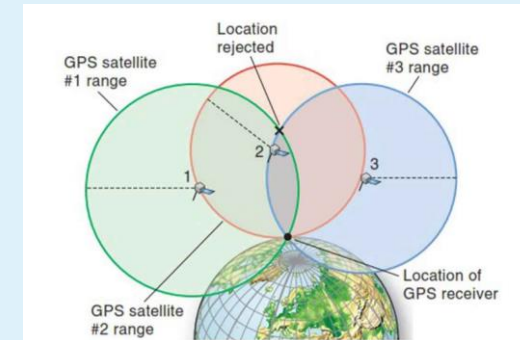 Location
rejected
GPS satellite
#1 range
GPS satellite
#3 range
2
3
1
Location of
GPS receiver
GPS satellite
#2 range